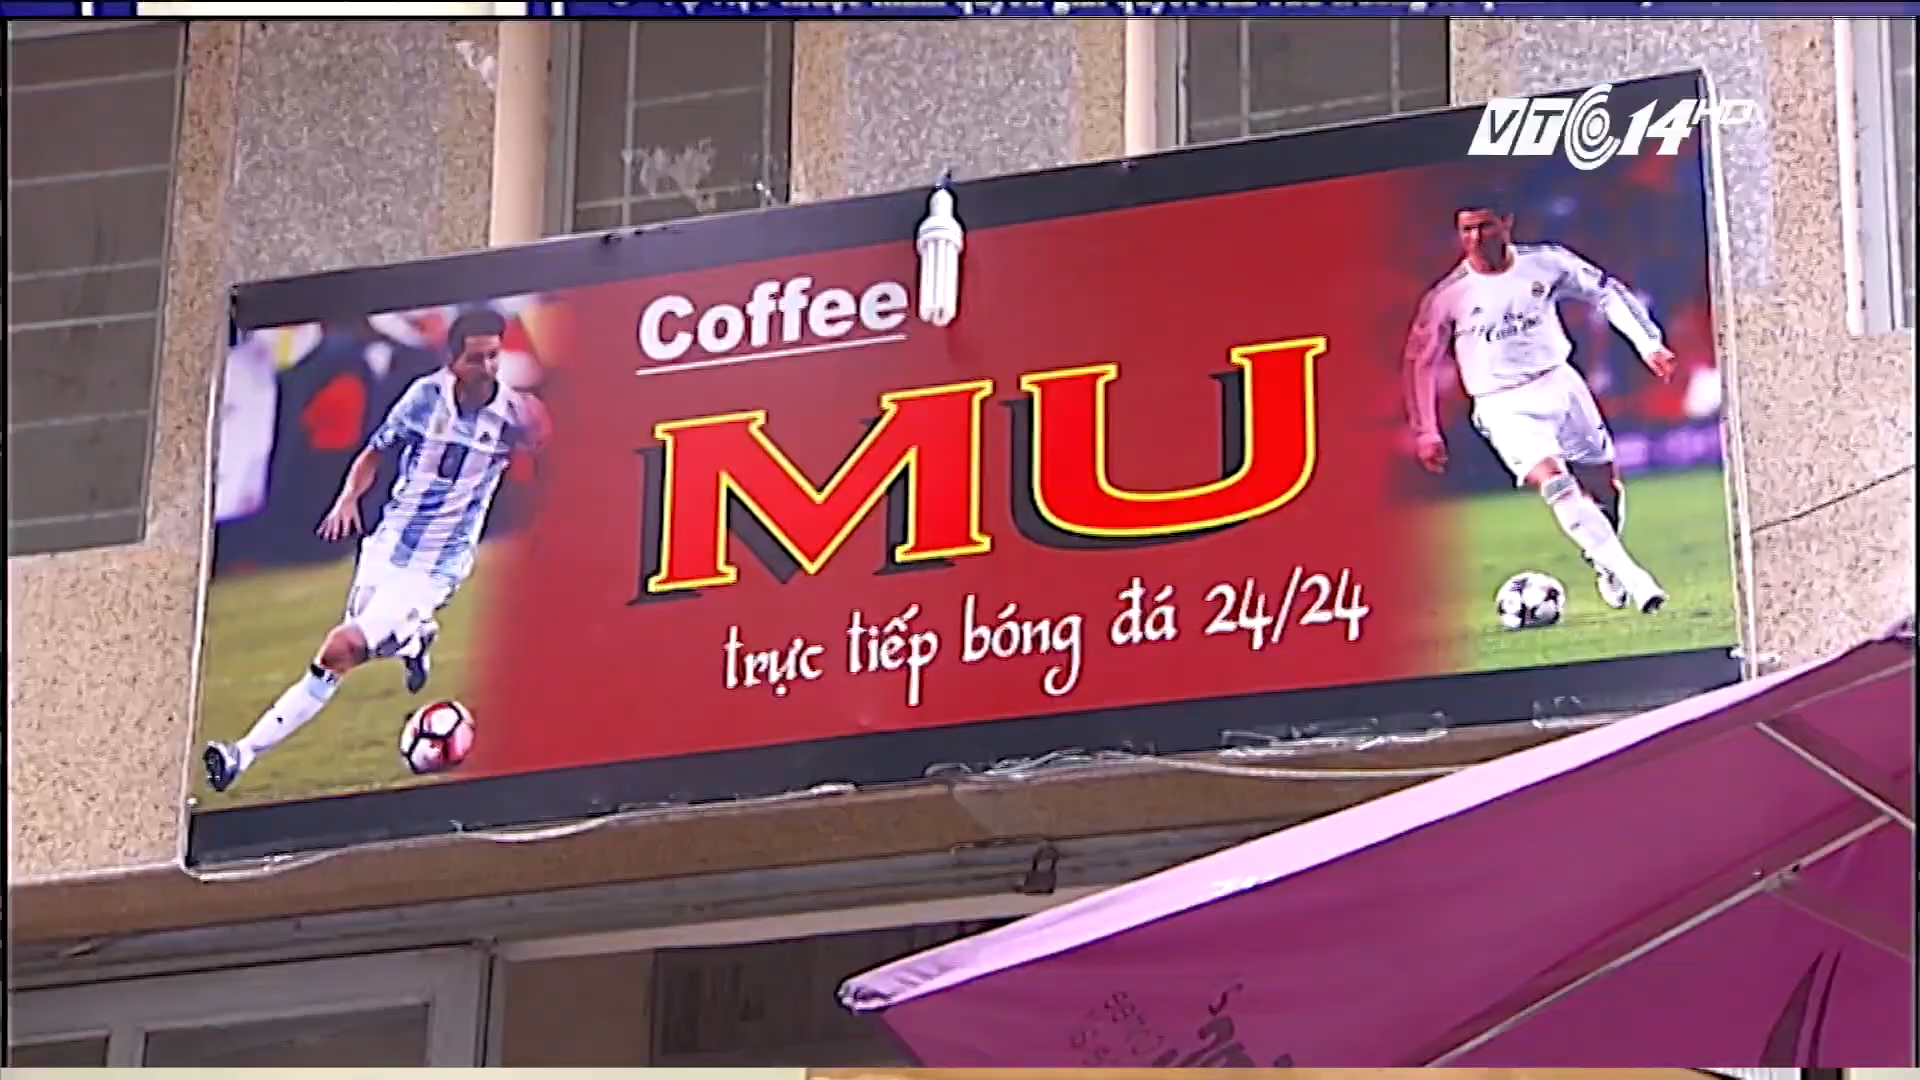 VTC14 HD
Coffee
MU
trực tiếp bóng đá 24/24